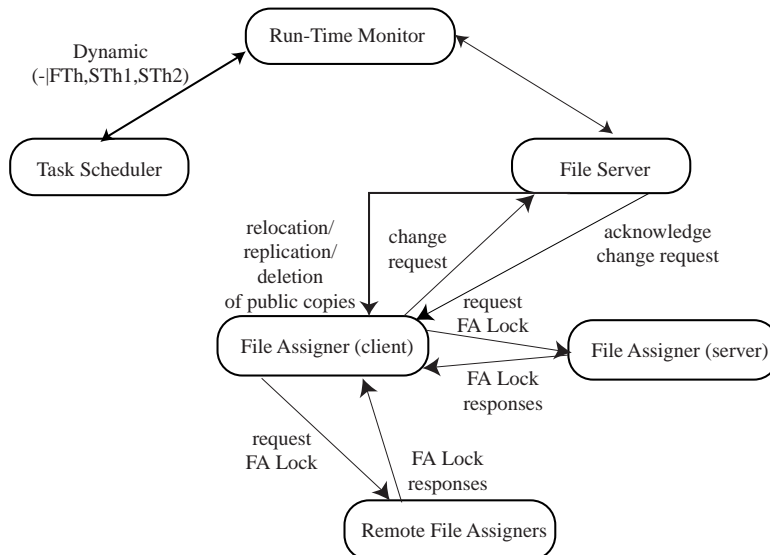 Run-Time Monitor
Dynamic
(-|FTh,STh1,STh2)
Task Scheduler
File Server
relocation/
replication/
deletion
of public copies
change
request
acknowledge
change request
request
FA Lock
File Assigner (client)
File Assigner (server)
FA Lock
responses
request
FA Lock
FA Lock
responses
Remote File Assigners